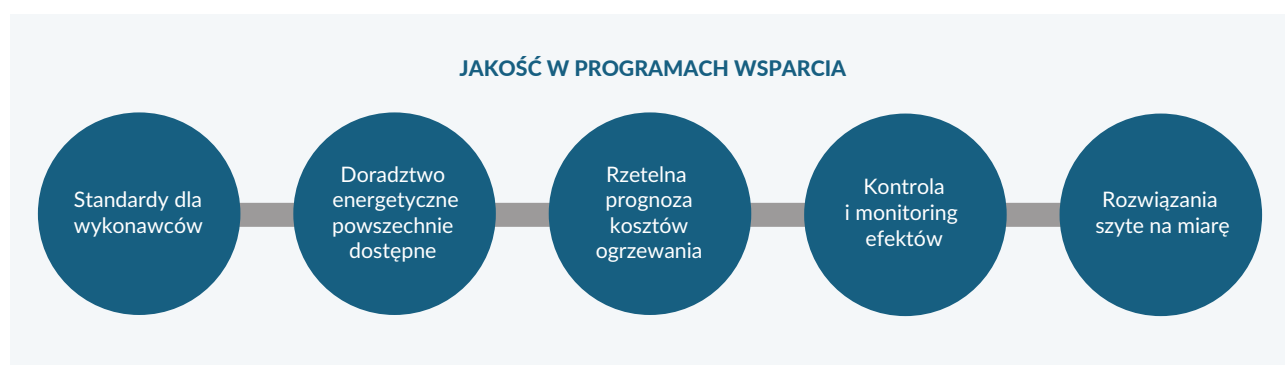 JAKOŚĆ W PROGRAMACH WSPARCIA
Standardy dla
wykonawców
Doradztwo
energetyczne
powszechnie
dostępne
Rzetelna
prognoza
kosztów
ogrzewania
Kontrola
i monitoring
efektów
Rozwiązania
szyte na miarę